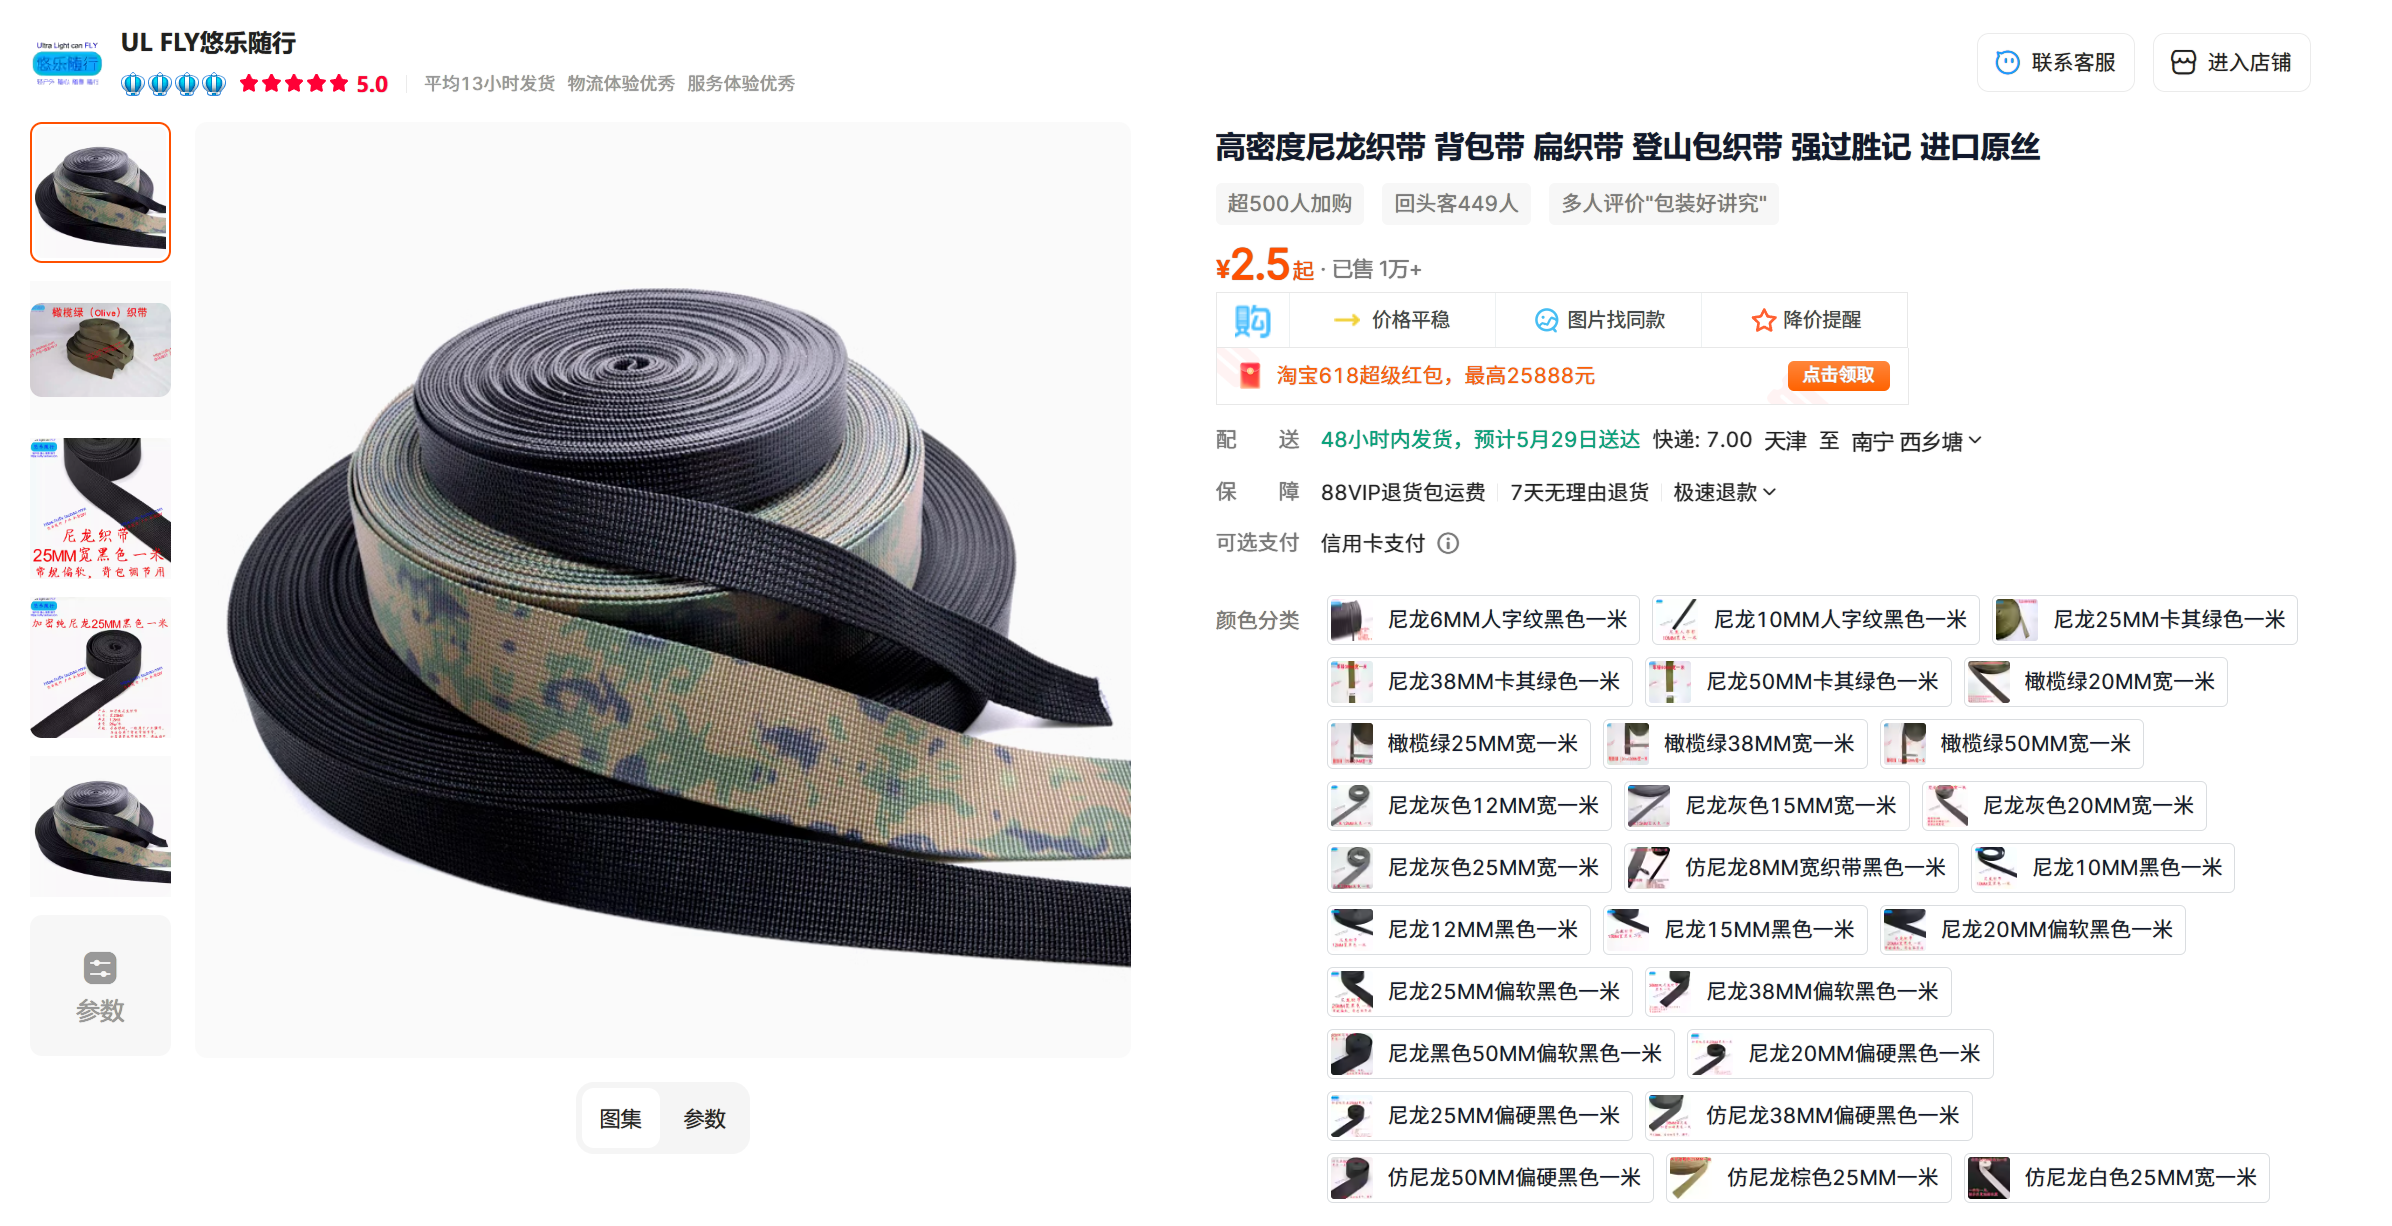 Ultra Light can FLY
悠乐随行
UL FLY悠乐随行
5.0
平均13小时发货 物流体验优秀 服务体验优秀
联系客服
进入店铺
橄榄绿（Olive）织带
尼龙织带
25MM宽黑色一米
常规偏软，背包调节用
加密纯尼龙25MM黑色一米
参数
图集 参数
高密度尼龙织带 背包带 扁织带 登山包织带 强过胜记 进口原丝
超500人加购 回头客449人 多人评价"包装好讲究"
¥2.5起 · 已售 1万+
购 价格平稳 图片找同款 降价提醒
淘宝618超级红包，最高25888元 点击领取
配送 48小时内发货，预计5月29日送达 快递: 7.00 天津 至 南宁 西乡塘
保障 88VIP退货包运费 7天无理由退货 极速退款
可选支付 信用卡支付
颜色分类 尼龙6MM人字纹黑色一米 尼龙10MM人字纹黑色一米 尼龙25MM卡其绿色一米
尼龙38MM卡其绿色一米 尼龙50MM卡其绿色一米 橄榄绿20MM宽一米
橄榄绿25MM宽一米 橄榄绿38MM宽一米 橄榄绿50MM宽一米
尼龙灰色12MM宽一米 尼龙灰色15MM宽一米 尼龙灰色20MM宽一米
尼龙灰色25MM宽一米 仿尼龙8MM宽织带黑色一米 尼龙10MM黑色一米
尼龙12MM黑色一米 尼龙15MM黑色一米 尼龙20MM偏软黑色一米
尼龙25MM偏软黑色一米 尼龙38MM偏软黑色一米
尼龙黑色50MM偏软黑色一米 尼龙20MM偏硬黑色一米
尼龙25MM偏硬黑色一米 仿尼龙38MM偏硬黑色一米
仿尼龙50MM偏硬黑色一米 仿尼龙棕色25MM一米 仿尼龙白色25MM宽一米